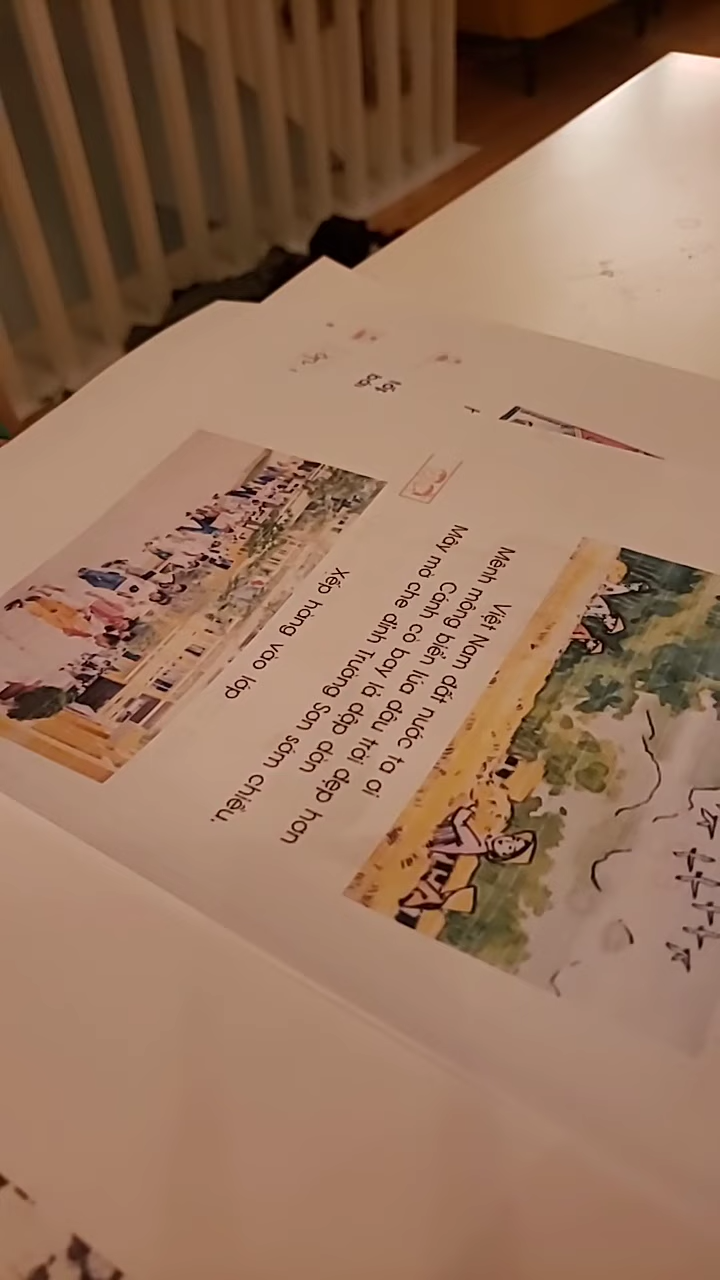 Việt Nam đất nước ta ơi
Mênh mông biển lúa đâu trời đẹp hơn
Cánh cò bay lả dập dờn
Mây mờ che đỉnh Trường Sơn sớm chiều.
Xếp hàng vào lớp